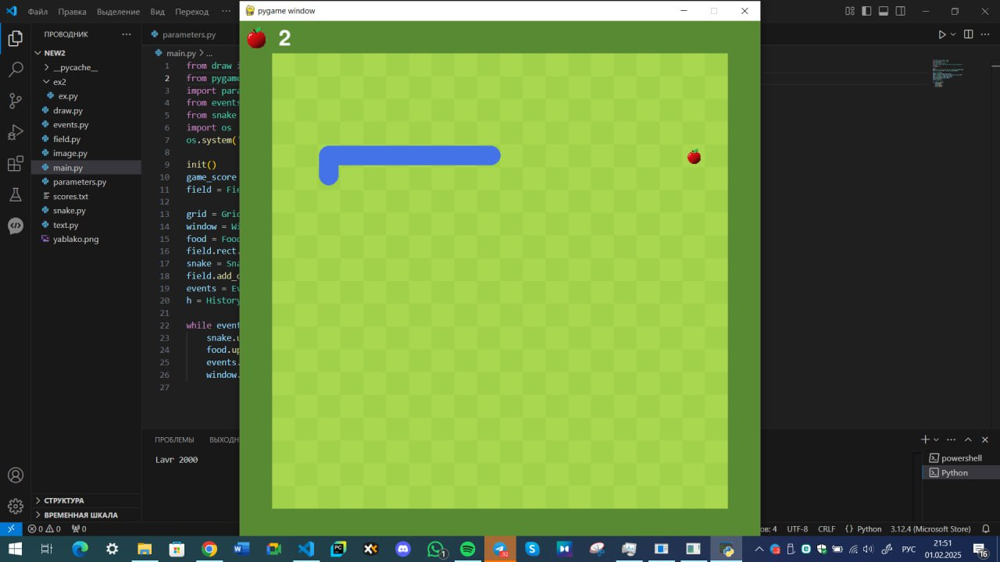 Файл Правка Выделение Вид Переход
pygame window
2
ПРОВОДНИК
parameters.py
NEW2
__pycache__
ex2
ex.py
draw.py
events.py
field.py
image.py
main.py
parameters.py
scores.txt
snake.py
text.py
yablako.png
main.py > ...
1 from draw i
2 from pygame
3 import para
4 from events
5 from snake
6 import os
7 os.system('
8
9 init()
10 game_score
11 field = Fie
12
13 grid = Grid
14 window = Wi
15 food = Food
16 field.rect.
17 snake = Sna
18 field.add_c
19 events = Ev
20 h = History
21
22 while event
23 snake.u
24 food.up
25 events.
26 window.
27
ПРОБЛЕМЫ ВЫХОДН
Lavr 2000
powershell
Python
СТРУКТУРА
ВРЕМЕННАЯ ШКАЛА
0 0 0
ов: 4 UTF-8 CRLF Python 3.12.4 (Microsoft Store)
РУС
21:51
01.02.2025
16